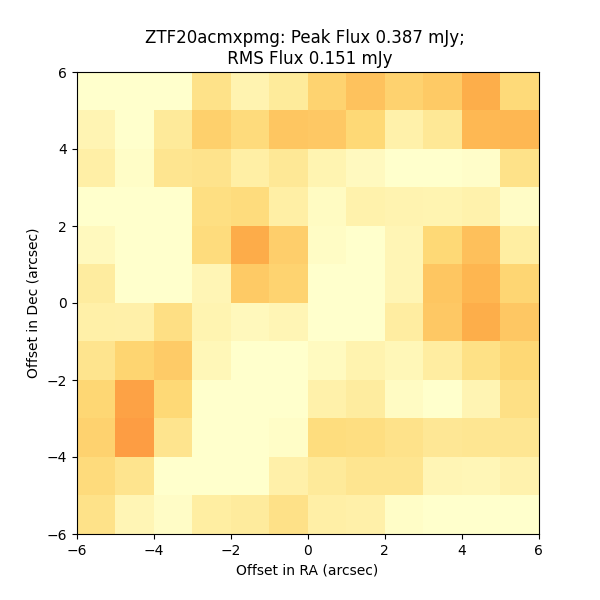 ZTF20acmxpmg: Peak Flux 0.387 mJy;
RMS Flux 0.151 mJy
6
4
2
0
−2
−4
−6
Offset in Dec (arcsec)
−6 −4 −2 0 2 4 6
Offset in RA (arcsec)